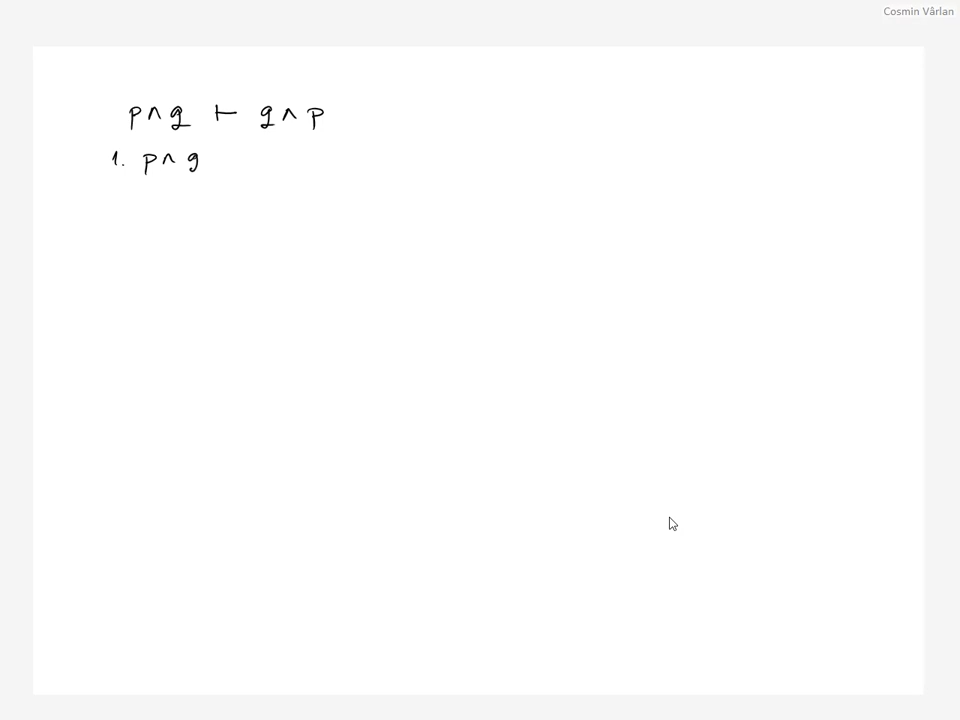 Cosmin Vârlan
p ∧ q ⊢ q ∧ p
1. p ∧ q